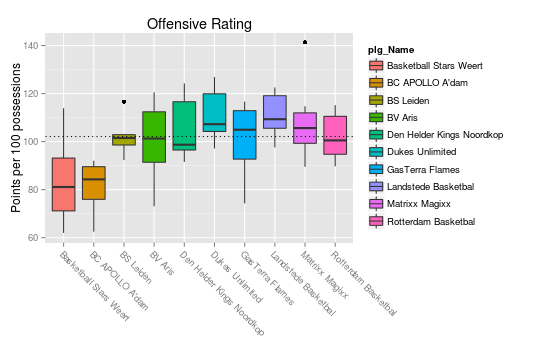 Offensive Rating
Points per 100 possessions
140
120
100
80
60
Basketball Stars Weert
BC APOLLO A'dam
BS Leiden
BV Aris
Den Helder Kings Noordkop
Dukes Unlimited
GasTerra Flames
Landstede Basketbal
Matrixx Magixx
Rotterdam Basketbal
plg_Name
Basketball Stars Weert
BC APOLLO A'dam
BS Leiden
BV Aris
Den Helder Kings Noordkop
Dukes Unlimited
GasTerra Flames
Landstede Basketbal
Matrixx Magixx
Rotterdam Basketbal